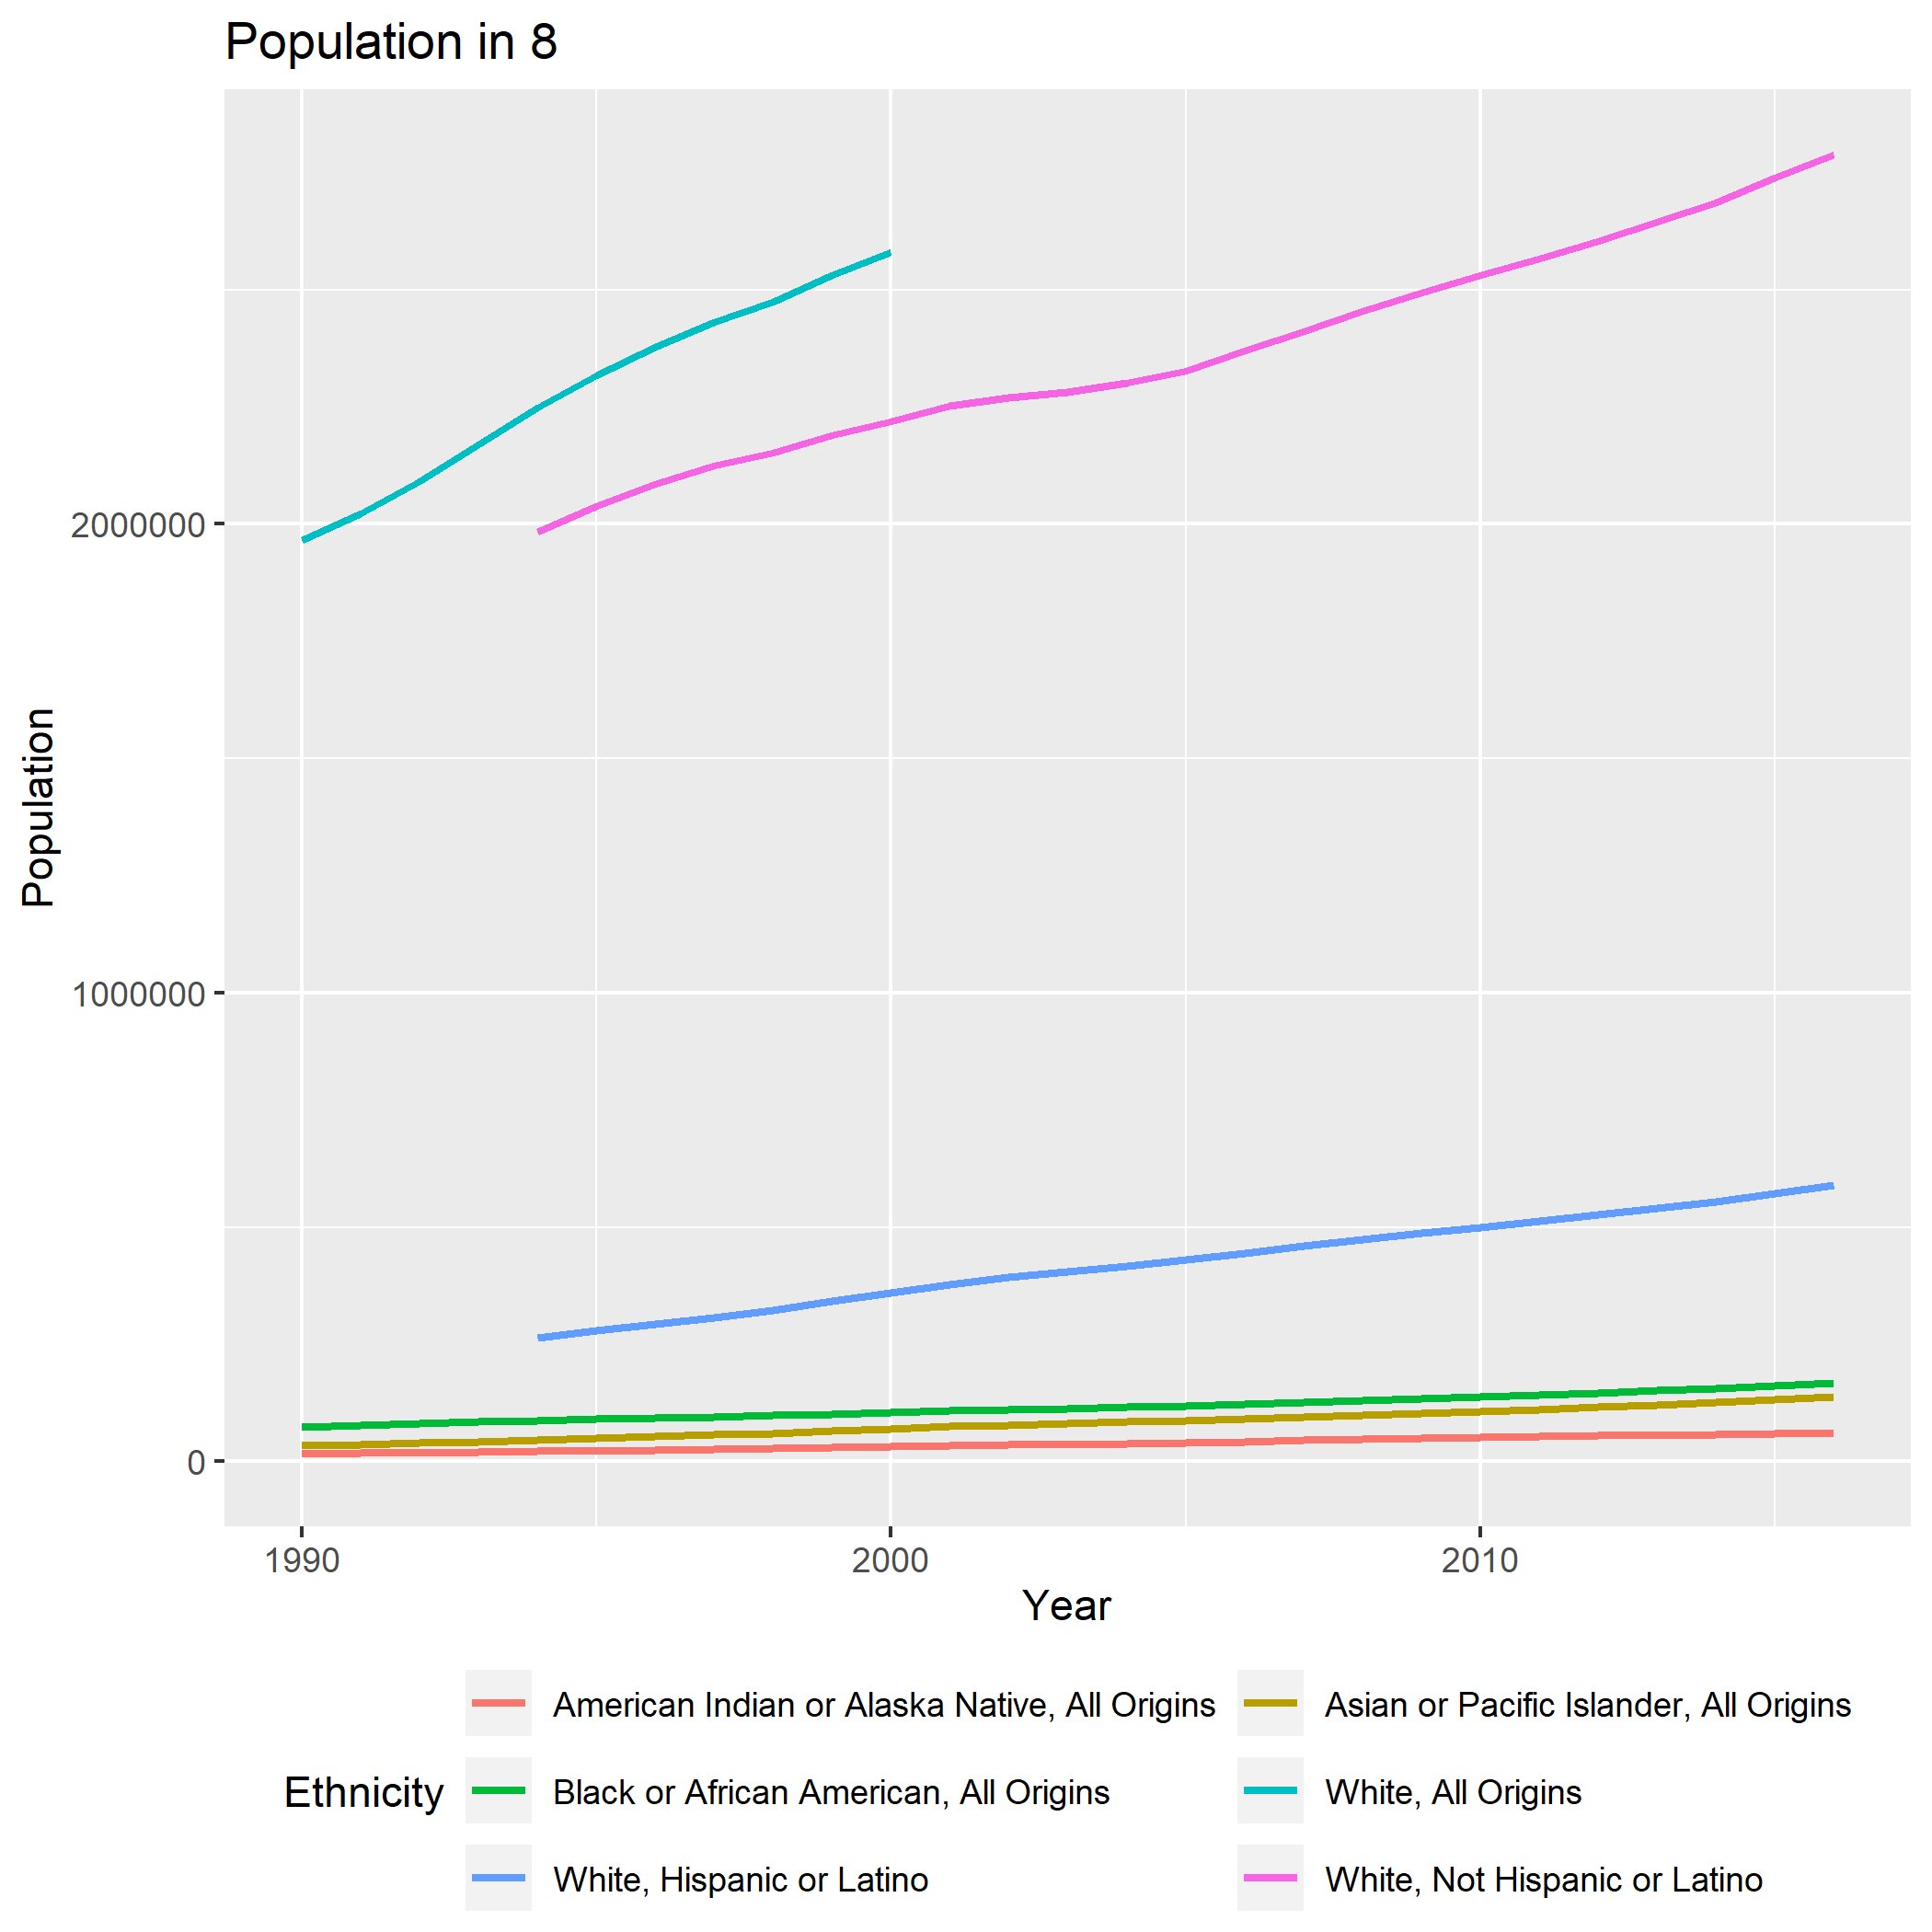 Population in 8
Population
2000000
1000000
0
1990 2000 2010
Year
Ethnicity
American Indian or Alaska Native, All Origins
Asian or Pacific Islander, All Origins
Black or African American, All Origins
White, All Origins
White, Hispanic or Latino
White, Not Hispanic or Latino